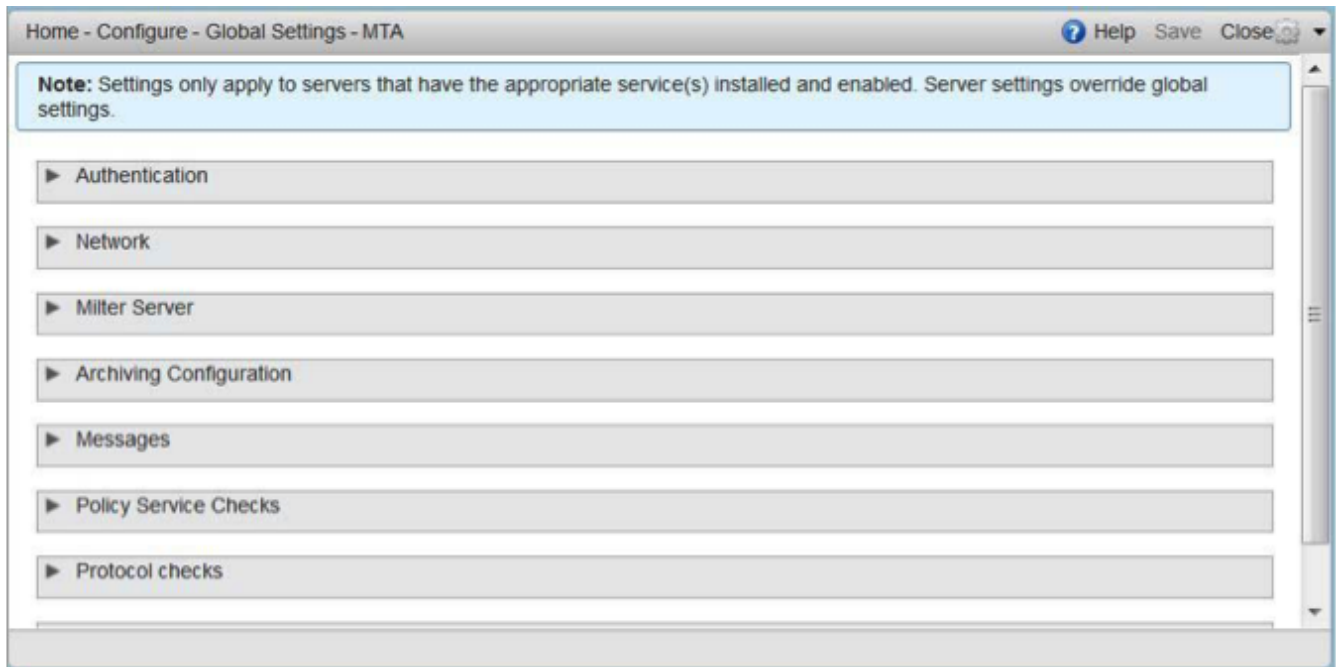 Home - Configure - Global Settings - MTA
Help Save Close
Note: Settings only apply to servers that have the appropriate service(s) installed and enabled. Server settings override global
settings.
Authentication
Network
Milter Server
Archiving Configuration
Messages
Policy Service Checks
Protocol checks